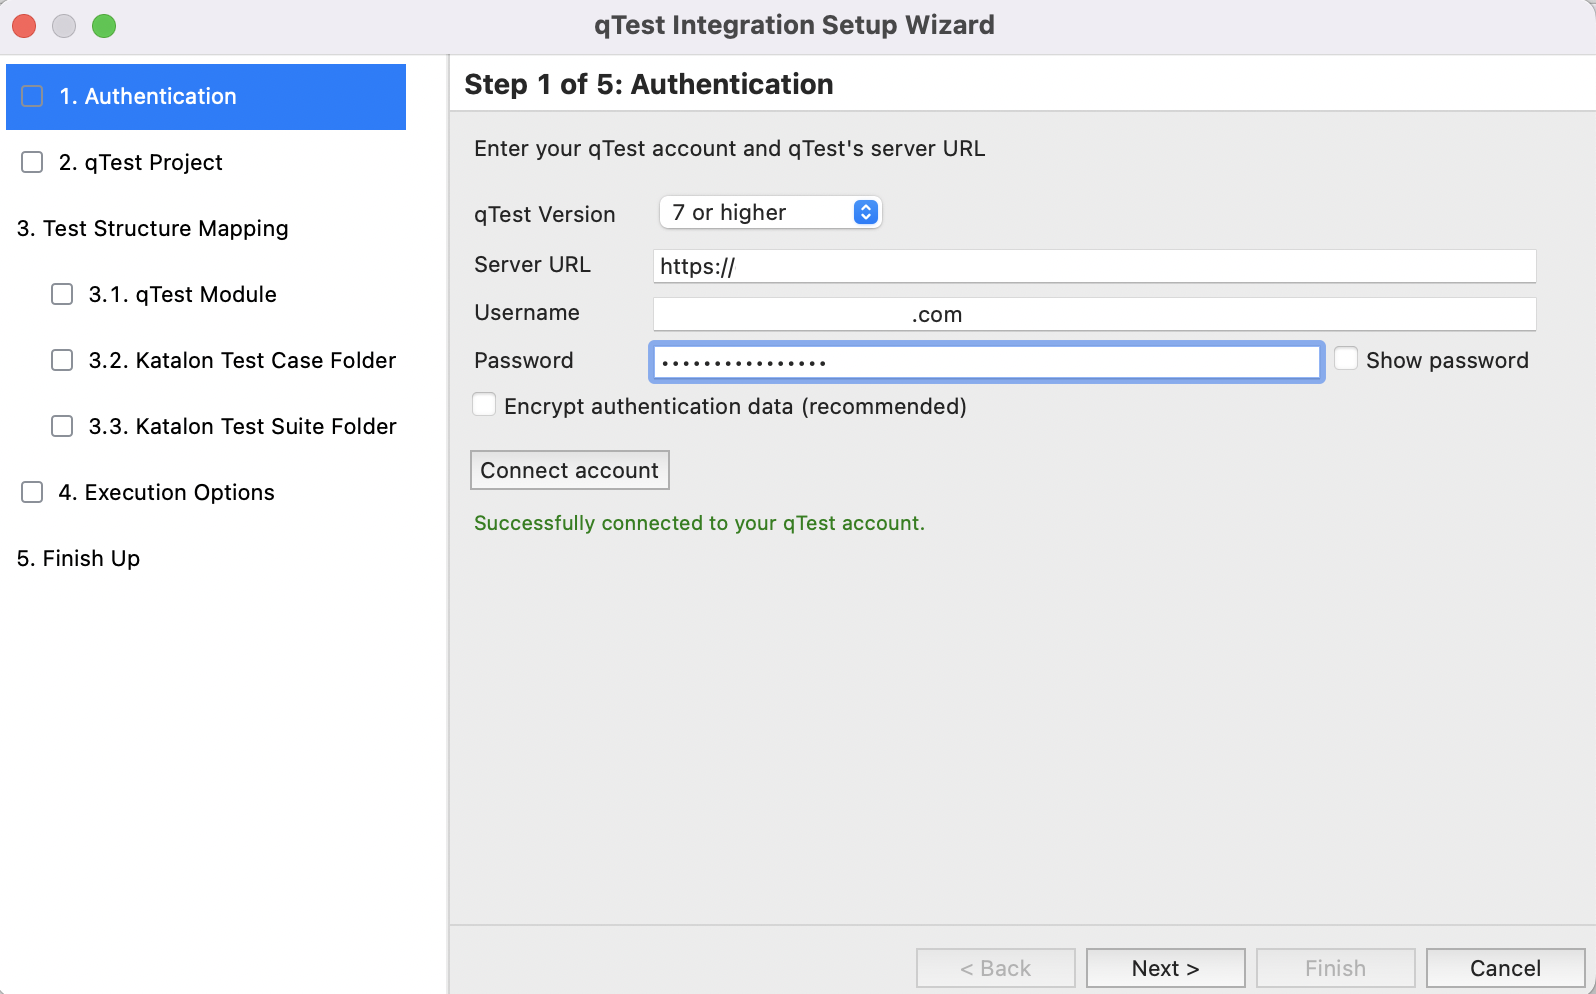 qTest Integration Setup Wizard
1. Authentication
2. qTest Project
3. Test Structure Mapping
3.1. qTest Module
3.2. Katalon Test Case Folder
3.3. Katalon Test Suite Folder
4. Execution Options
5. Finish Up
Step 1 of 5: Authentication
Enter your qTest account and qTest's server URL
qTest Version 7 or higher
Server URL https://
Username .com
Password •••••••••••••••• Show password
Encrypt authentication data (recommended)
Connect account
Successfully connected to your qTest account.
< Back Next > Finish Cancel